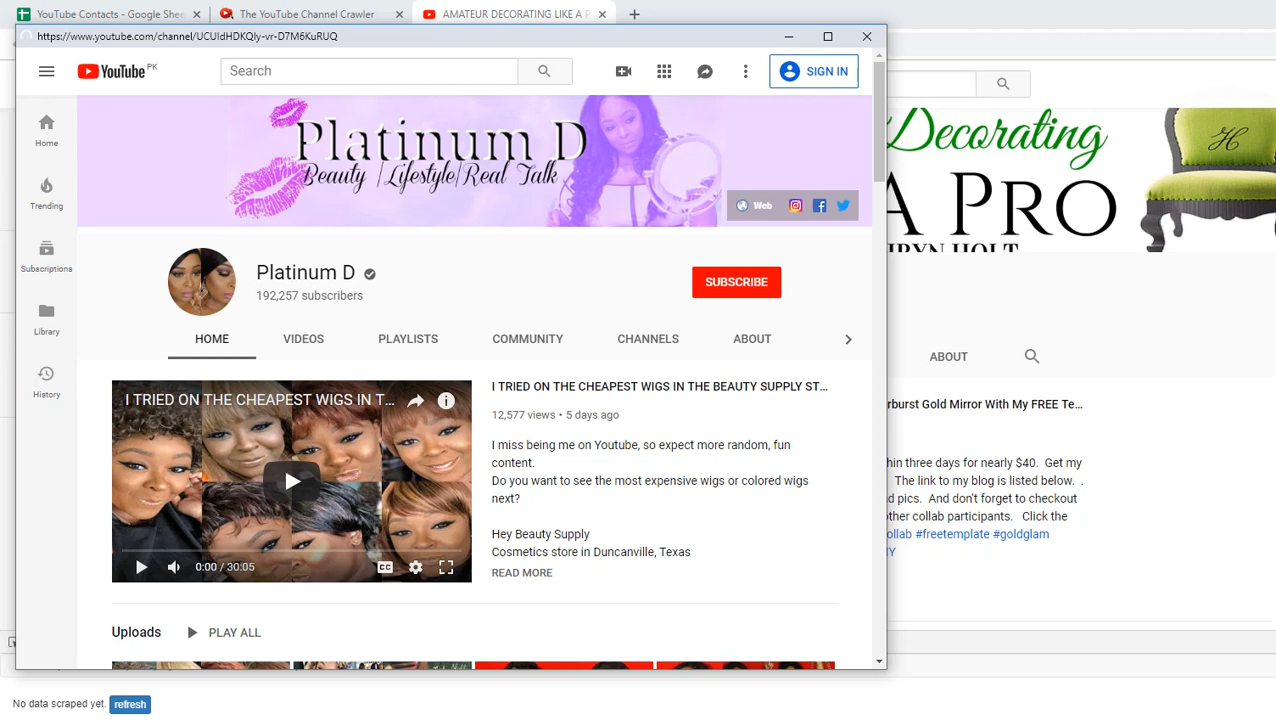 YouTube Contacts - Google Shee
The YouTube Channel Crawler
AMATEUR DECORATING LIKE A P
https://www.youtube.com/channel/UCUIdHDKQIy-vr-D7M6KuRUQ
YouTube PK
Search
SIGN IN
Home
Trending
Subscriptions
Library
History
Platinum D
Beauty /Lifestyle/Real Talk
Web
Decorating
A PRO
H
Platinum D
192,257 subscribers
SUBSCRIBE
HOME VIDEOS PLAYLISTS COMMUNITY CHANNELS ABOUT
ABOUT
I TRIED ON THE CHEAPEST WIGS IN T...
0:00 / 30:05
I TRIED ON THE CHEAPEST WIGS IN THE BEAUTY SUPPLY ST...
12,577 views • 5 days ago
I miss being me on Youtube, so expect more random, fun
content.
Do you want to see the most expensive wigs or colored wigs
next?
Hey Beauty Supply
Cosmetics store in Duncanville, Texas
READ MORE
rburst Gold Mirror With My FREE Te...
hin three days for nearly $40. Get my
The link to my blog is listed below. .
d pics. And don't forget to checkout
other collab participants. Click the
ollab #freetemplate #goldglam
IY
Uploads
PLAY ALL
No data scraped yet. refresh